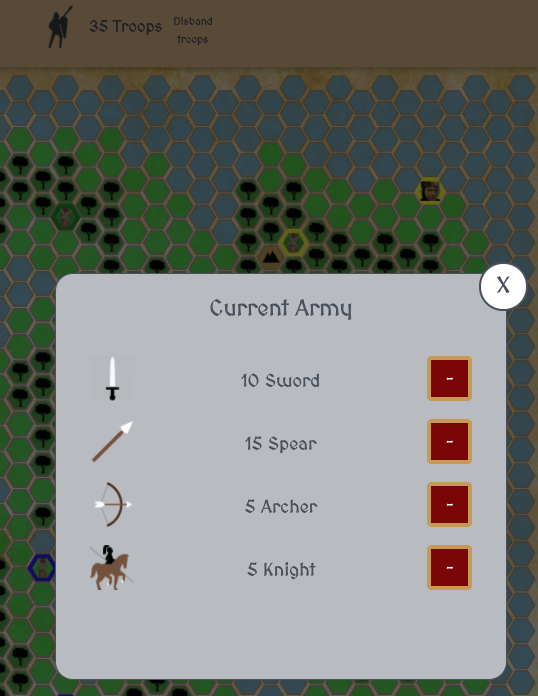 35 Troops
Disband
troops
X
Current Army
10 Sword
-
15 Spear
-
5 Archer
-
5 Knight
-